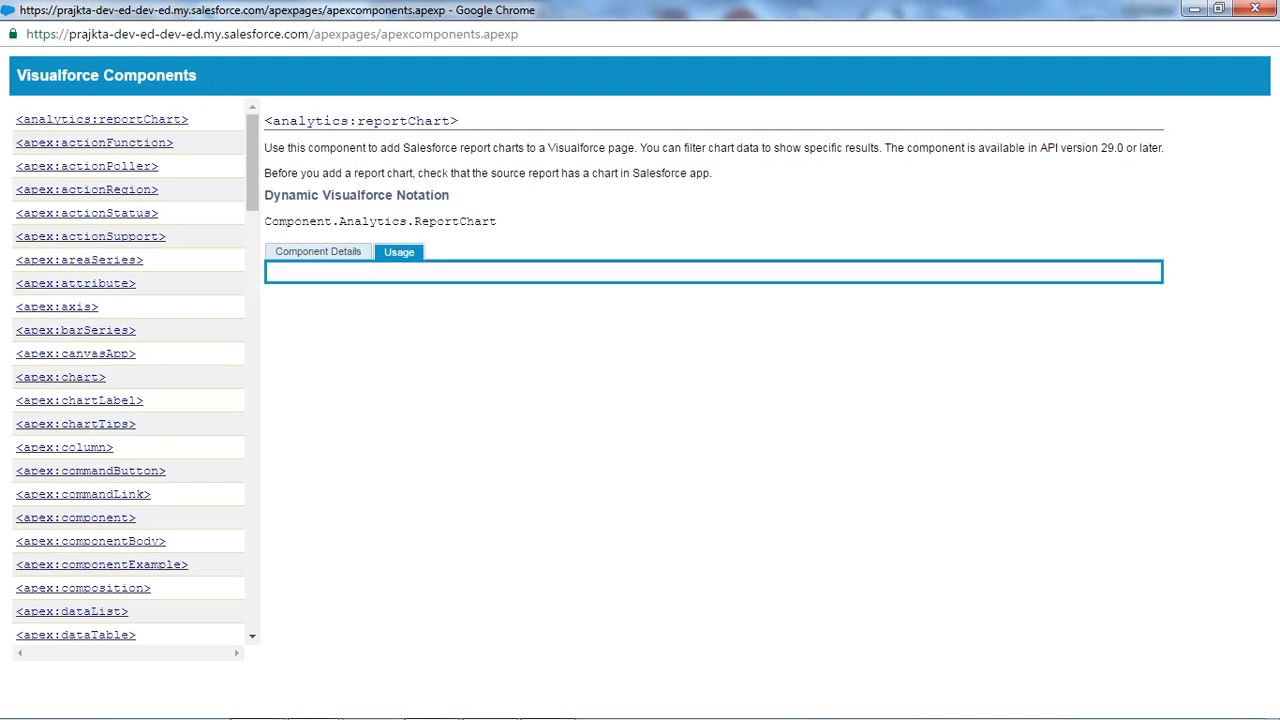 https://prajkta-dev-ed-dev-ed.my.salesforce.com/apexpages/apexcomponents.apexp - Google Chrome
https://prajkta-dev-ed-dev-ed.my.salesforce.com/apexpages/apexcomponents.apexp
Visualforce Components
<analytics:reportChart>
<apex:actionFunction>
<apex:actionPoller>
<apex:actionRegion>
<apex:actionStatus>
<apex:actionSupport>
<apex:areaSeries>
<apex:attribute>
<apex:axis>
<apex:barSeries>
<apex:canvasApp>
<apex:chart>
<apex:chartLabel>
<apex:chartTips>
<apex:column>
<apex:commandButton>
<apex:commandLink>
<apex:component>
<apex:componentBody>
<apex:componentExample>
<apex:composition>
<apex:dataList>
<apex:dataTable>
<analytics:reportChart>
Use this component to add Salesforce report charts to a Visualforce page. You can filter chart data to show specific results. The component is available in API version 29.0 or later.
Before you add a report chart, check that the source report has a chart in Salesforce app.
Dynamic Visualforce Notation
Component.Analytics.ReportChart
Component Details
Usage